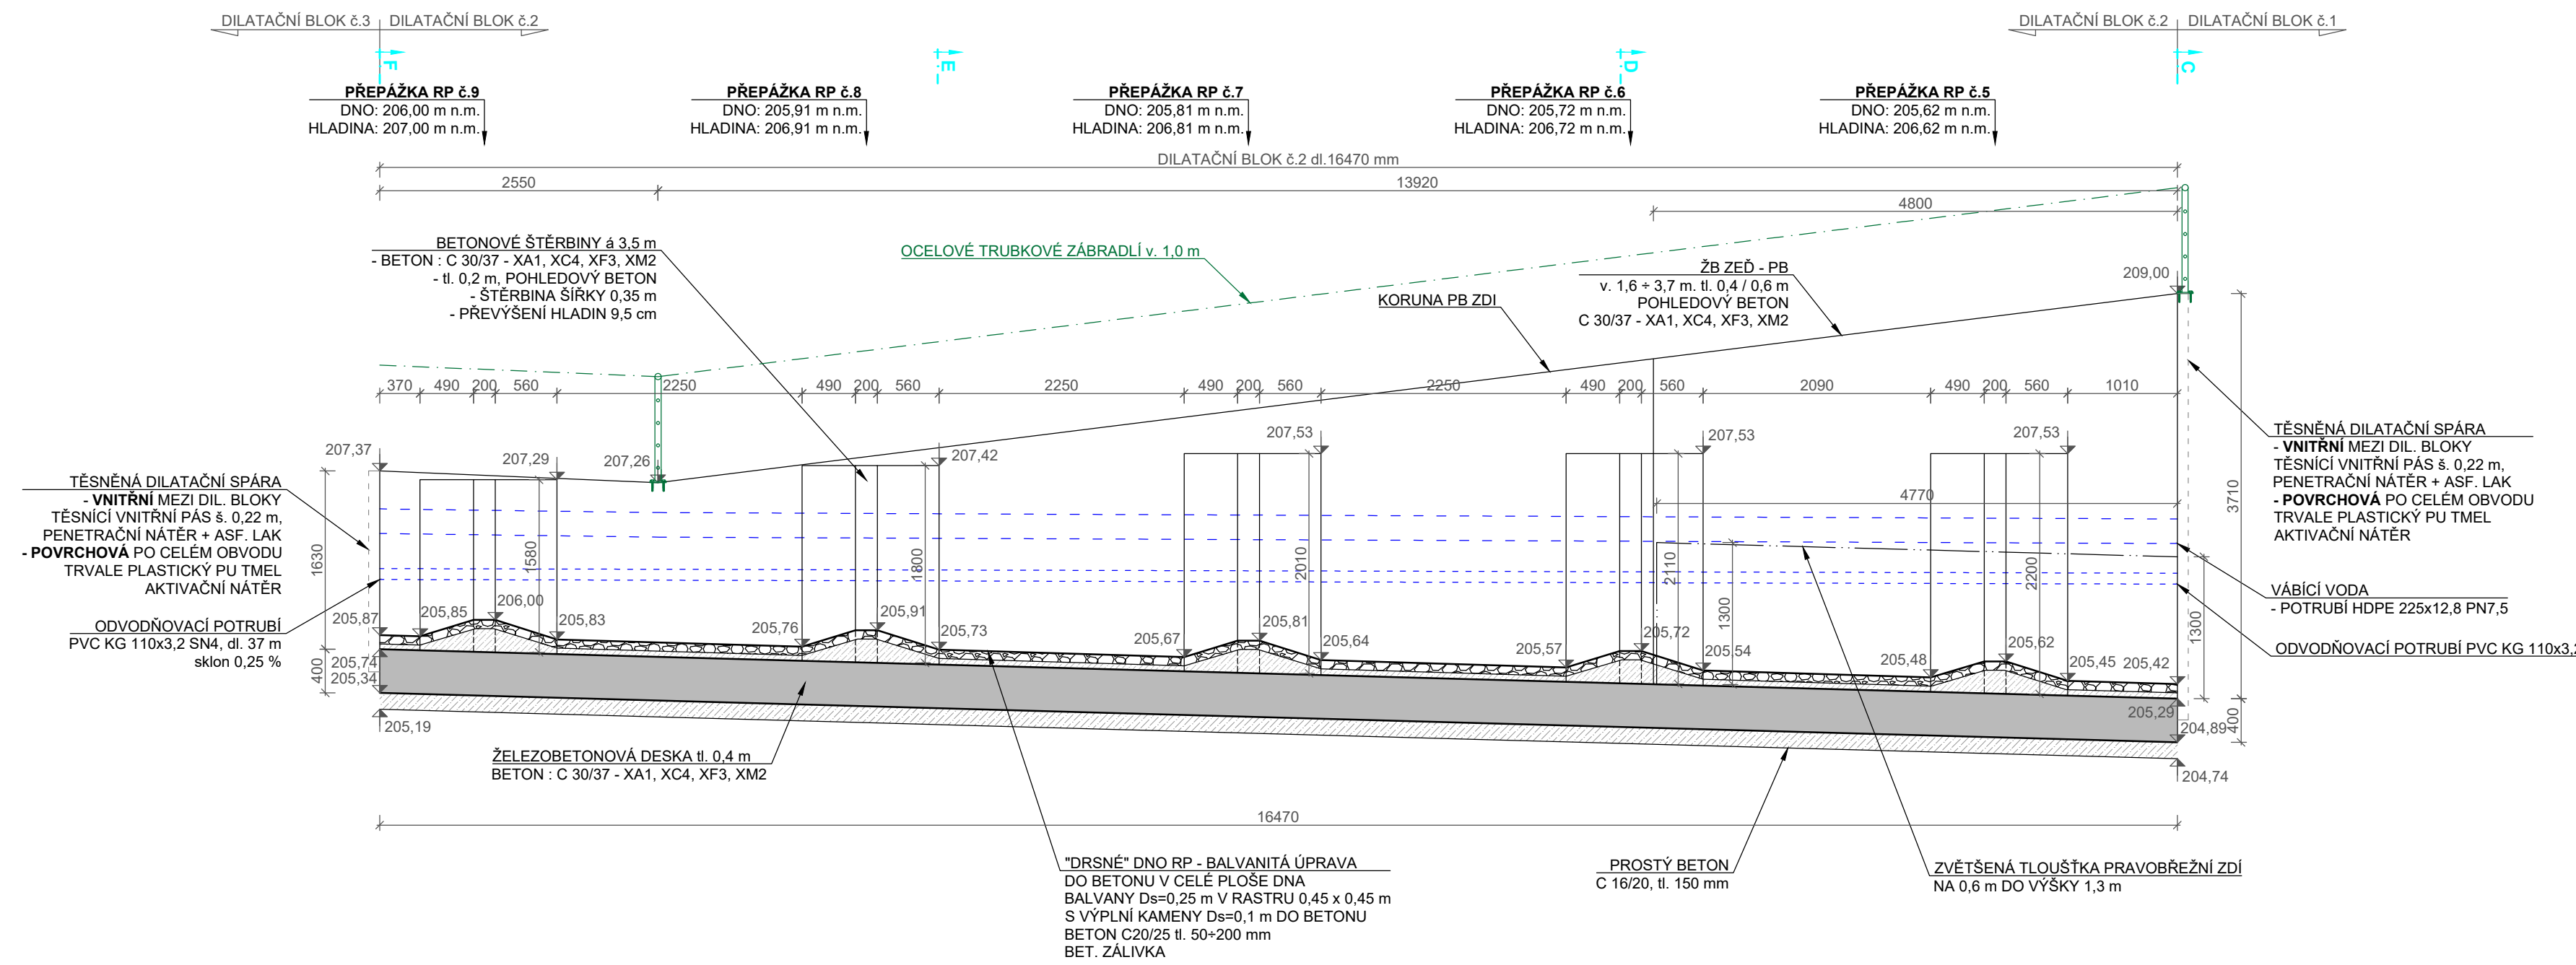 DILATAČNÍ BLOK č.3
DILATAČNÍ BLOK č.2
DILATAČNÍ BLOK č.2
DILATAČNÍ BLOK č.1
F
E
D
C
PŘEPÁŽKA RP č.9
DNO: 206,00 m n.m.
HLADINA: 207,00 m n.m.
PŘEPÁŽKA RP č.8
DNO: 205,91 m n.m.
HLADINA: 206,91 m n.m.
PŘEPÁŽKA RP č.7
DNO: 205,81 m n.m.
HLADINA: 206,81 m n.m.
PŘEPÁŽKA RP č.6
DNO: 205,72 m n.m.
HLADINA: 206,72 m n.m.
PŘEPÁŽKA RP č.5
DNO: 205,62 m n.m.
HLADINA: 206,62 m n.m.
DILATAČNÍ BLOK č.2 dl.16470 mm
2550
13920
4800
BETONOVÉ ŠTĚRBINY á 3,5 m
- BETON : C 30/37 - XA1, XC4, XF3, XM2
- tl. 0,2 m, POHLEDOVÝ BETON
- ŠTĚRBINA ŠÍŘKY 0,35 m
- PŘEVÝŠENÍ HLADIN 9,5 cm
OCELOVÉ TRUBKOVÉ ZÁBRADLÍ v. 1,0 m
KORUNA PB ZDI
ŽB ZEĎ - PB
v. 1,6 ÷ 3,7 m. tl. 0,4 / 0,6 m
POHLEDOVÝ BETON
C 30/37 - XA1, XC4, XF3, XM2
209,00
370
490
200
560
2250
490
200
560
2250
490
200
560
2250
490
200
560
2090
490
200
560
1010
207,37
207,29
207,26
207,42
207,53
207,53
207,53
4770
3710
1630
1580
1800
2010
2110
1300
2200
1300
TĚSNĚNÁ DILATAČNÍ SPÁRA
- VNITŘNÍ MEZI DIL. BLOKY
TĚSNÍCÍ VNITŘNÍ PÁS š. 0,22 m,
PENETRAČNÍ NÁTĚR + ASF. LAK
- POVRCHOVÁ PO CELÉM OBVODU
TRVALE PLASTICKÝ PU TMEL
AKTIVAČNÍ NÁTĚR
ODVODŇOVACÍ POTRUBÍ
PVC KG 110x3,2 SN4, dl. 37 m
sklon 0,25 %
TĚSNĚNÁ DILATAČNÍ SPÁRA
- VNITŘNÍ MEZI DIL. BLOKY
TĚSNÍCÍ VNITŘNÍ PÁS š. 0,22 m,
PENETRAČNÍ NÁTĚR + ASF. LAK
- POVRCHOVÁ PO CELÉM OBVODU
TRVALE PLASTICKÝ PU TMEL
AKTIVAČNÍ NÁTĚR
VÁBÍCÍ VODA
- POTRUBÍ HDPE 225x12,8 PN7,5
ODVODŇOVACÍ POTRUBÍ PVC KG 110x3,2
205,87
205,85
206,00
205,83
205,76
205,91
205,73
205,67
205,81
205,64
205,57
205,72
205,54
205,48
205,62
205,45
205,42
400
205,74
205,34
205,19
205,29
204,89
400
204,74
ŽELEZOBETONOVÁ DESKA tl. 0,4 m
BETON : C 30/37 - XA1, XC4, XF3, XM2
16470
"DRSNÉ" DNO RP - BALVANITÁ ÚPRAVA
DO BETONU V CELÉ PLOŠE DNA
BALVANY Ds=0,25 m V RASTRU 0,45 x 0,45 m
S VÝPLNÍ KAMENY Ds=0,1 m DO BETONU
BETON C20/25 tl. 50÷200 mm
BET. ZÁLIVKA
PROSTÝ BETON
C 16/20, tl. 150 mm
ZVĚTŠENÁ TLOUŠŤKA PRAVOBŘEŽNÍ ZDÍ
NA 0,6 m DO VÝŠKY 1,3 m